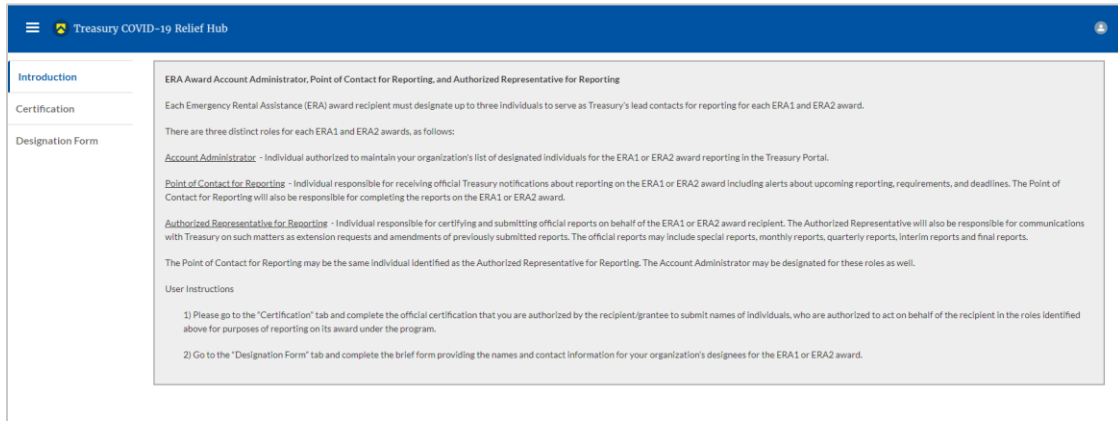 Treasury COVID-19 Relief Hub
Introduction
Certification
Designation Form
ERA Award Account Administrator, Point of Contact for Reporting, and Authorized Representative for Reporting
Each Emergency Rental Assistance (ERA) award recipient must designate up to three individuals to serve as Treasury's lead contacts for reporting for each ERA1 and ERA2 award.
There are three distinct roles for each ERA1 and ERA2 awards, as follows:
Account Administrator - Individual authorized to maintain your organization's list of designated individuals for the ERA1 or ERA2 award reporting in the Treasury Portal.
Point of Contact for Reporting - Individual responsible for receiving official Treasury notifications about reporting on the ERA1 or ERA2 award including alerts about upcoming reporting, requirements, and deadlines. The Point of
Contact for Reporting will also be responsible for completing the reports on the ERA1 or ERA2 award.
Authorized Representative for Reporting - Individual responsible for certifying and submitting official reports on behalf of the ERA1 or ERA2 award recipient. The Authorized Representative will also be responsible for communications
with Treasury on such matters as extension requests and amendments of previously submitted reports. The official reports may include special reports, monthly reports, quarterly reports, interim reports and final reports.
The Point of Contact for Reporting may be the same individual identified as the Authorized Representative for Reporting. The Account Administrator may be designated for these roles as well.
User Instructions
1) Please go to the "Certification" tab and complete the official certification that you are authorized by the recipient/grantee to submit names of individuals, who are authorized to act on behalf of the recipient in the roles identified
above for purposes of reporting on its award under the program.
2) Go to the "Designation Form" tab and complete the brief form providing the names and contact information for your organization's designees for the ERA1 or ERA2 award.